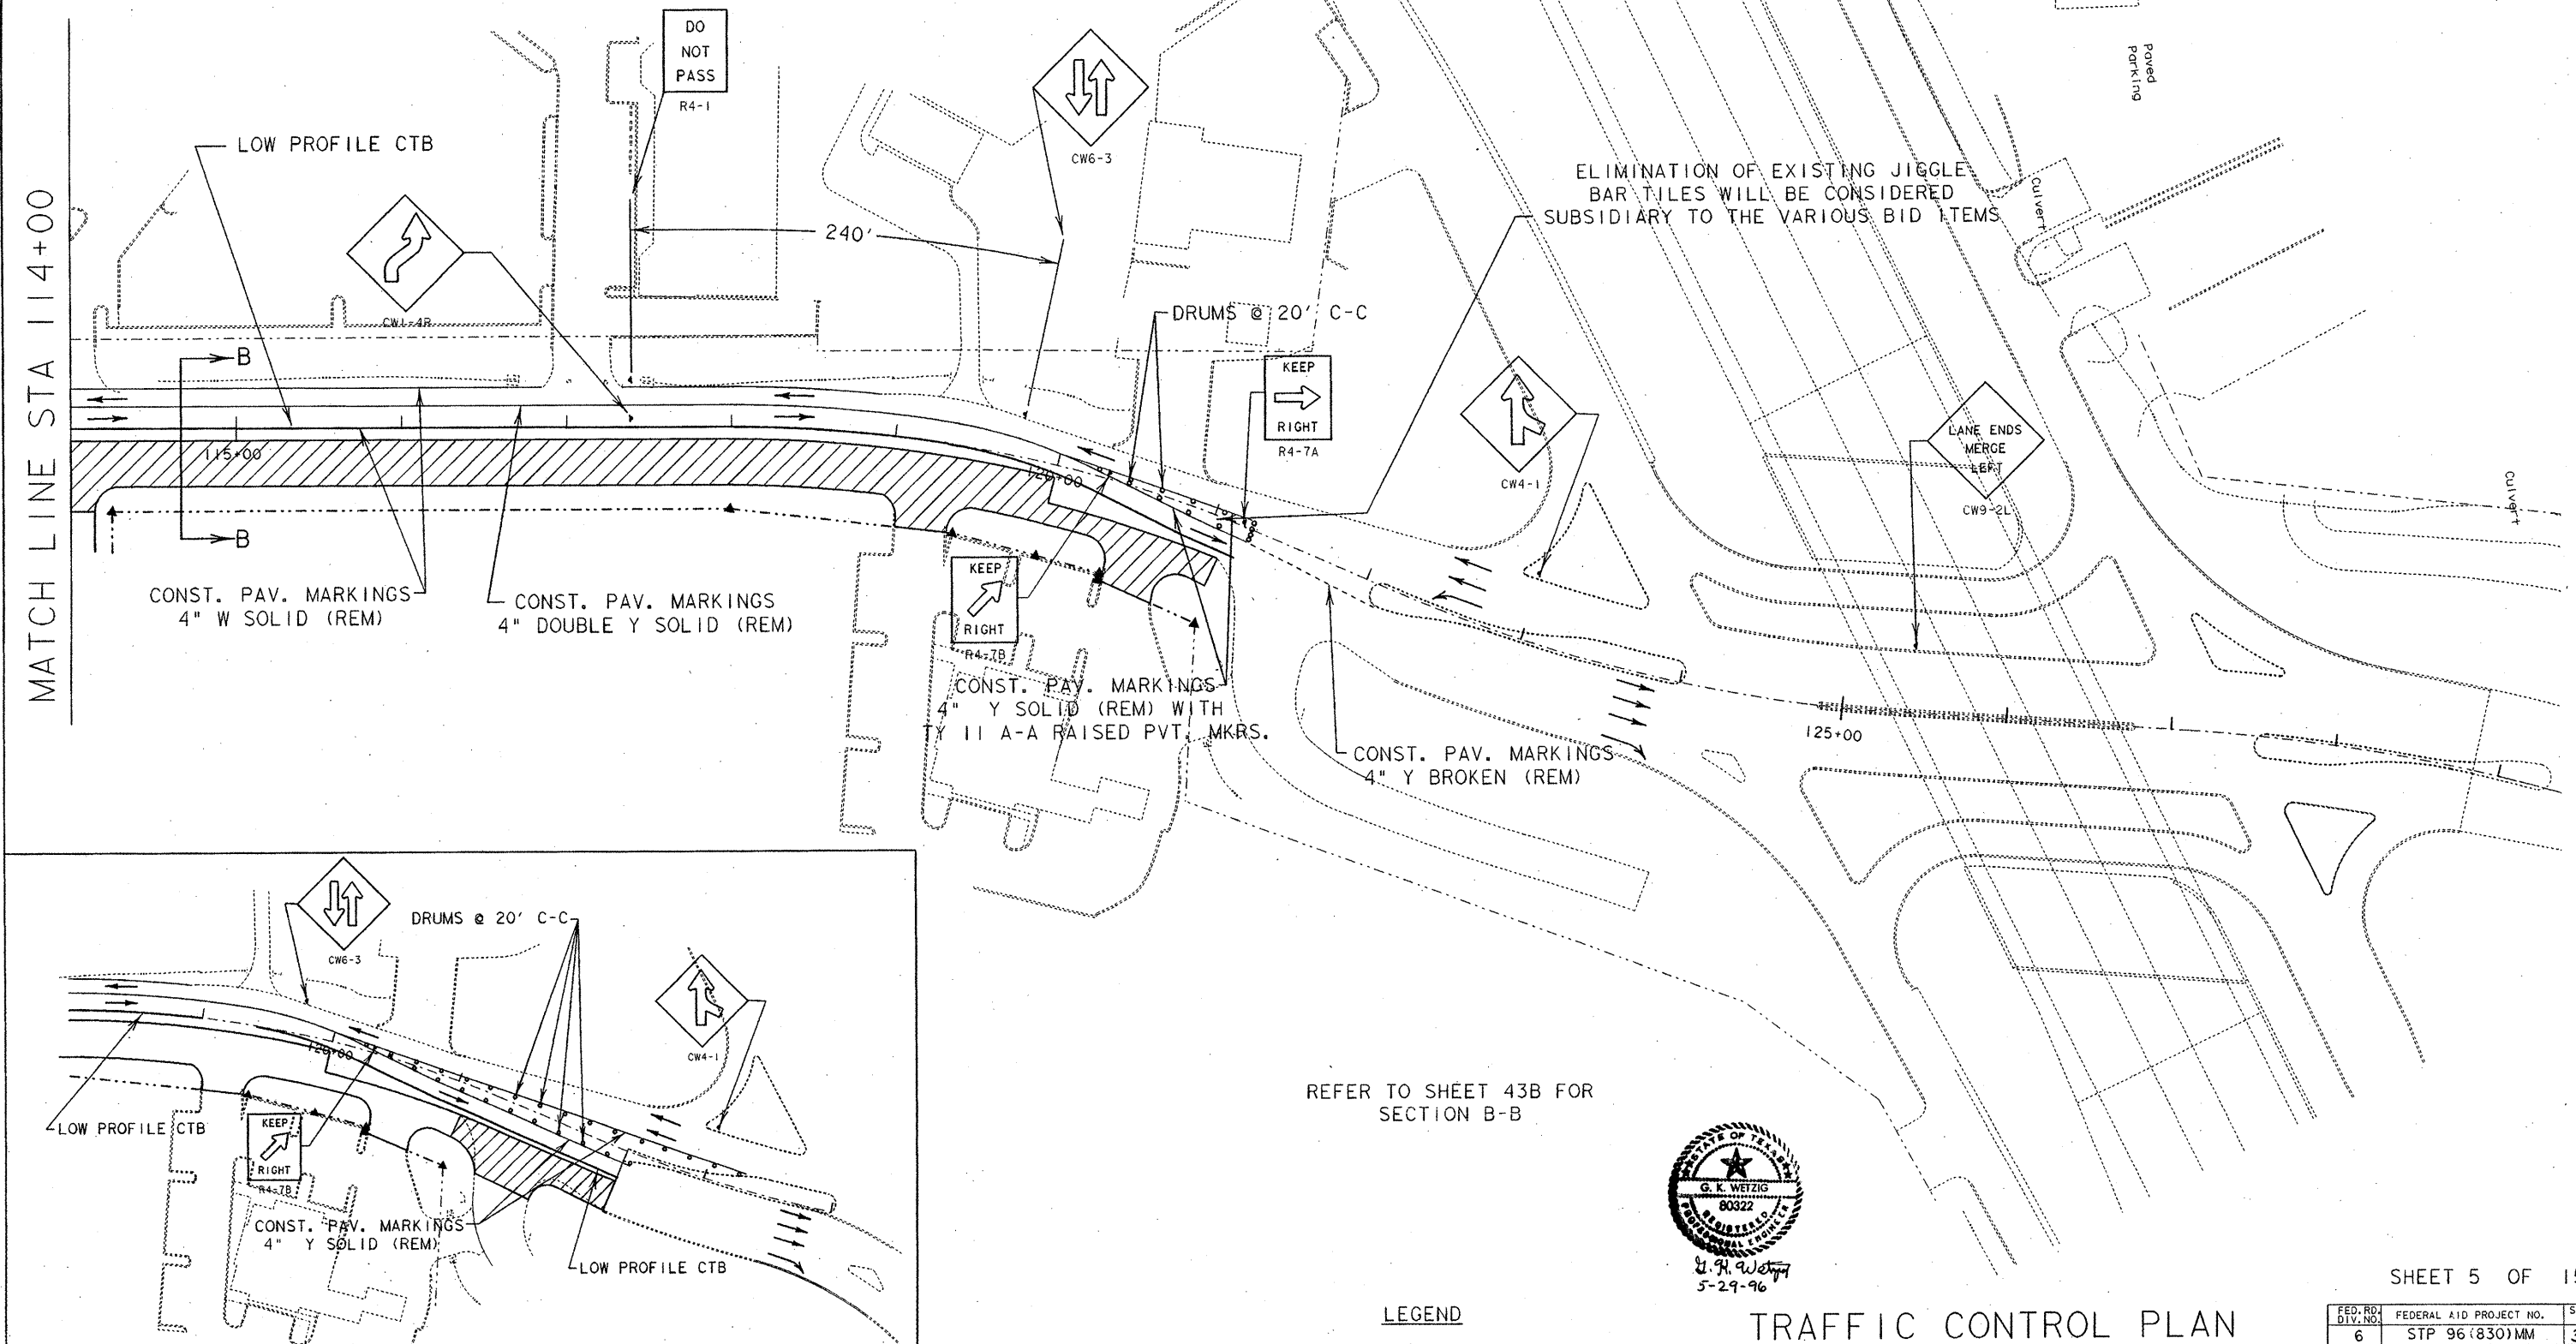 MATCH LINE STA 114+00
DO
NOT
PASS
R4-1
CW6-3
Paved
Parking
LOW PROFILE CTB
ELIMINATION OF EXISTING JIGGLE
BAR TILES WILL BE CONSIDERED
SUBSIDIARY TO THE VARIOUS BID ITEMS
Culvert
240'
CW1-4R
DRUMS @ 20' C-C
KEEP
RIGHT
R4-7A
B
CW4-1
LANE ENDS
MERGE
LEFT
CW9-2L
Culvert
115+00
120+00
B
KEEP
RIGHT
R4-7B
CONST. PAV. MARKINGS
4" W SOLID (REM)
CONST. PAV. MARKINGS
4" DOUBLE Y SOLID (REM)
CONST. PAV. MARKINGS
4" Y SOLID (REM) WITH
TY II A-A RAISED PVT. MKRS.
CONST. PAV. MARKINGS
4" Y BROKEN (REM)
125+00
CW6-3
DRUMS @ 20' C-C
CW4-1
120+00
LOW PROFILE CTB
KEEP
RIGHT
R4-7B
CONST. PAV. MARKINGS
4" Y SOLID (REM)
LOW PROFILE CTB
REFER TO SHEET 43B FOR
SECTION B-B
STATE OF TEXAS
G. K. WETZIG
80322
REGISTERED
PROFESSIONAL ENGINEER
G. K. Wetzig
5-29-96
LEGEND
TRAFFIC CONTROL PLAN
SHEET 5 OF
FED. RD.
DIV. NO.
FEDERAL AID PROJECT NO.
6
STP 96(830)MM